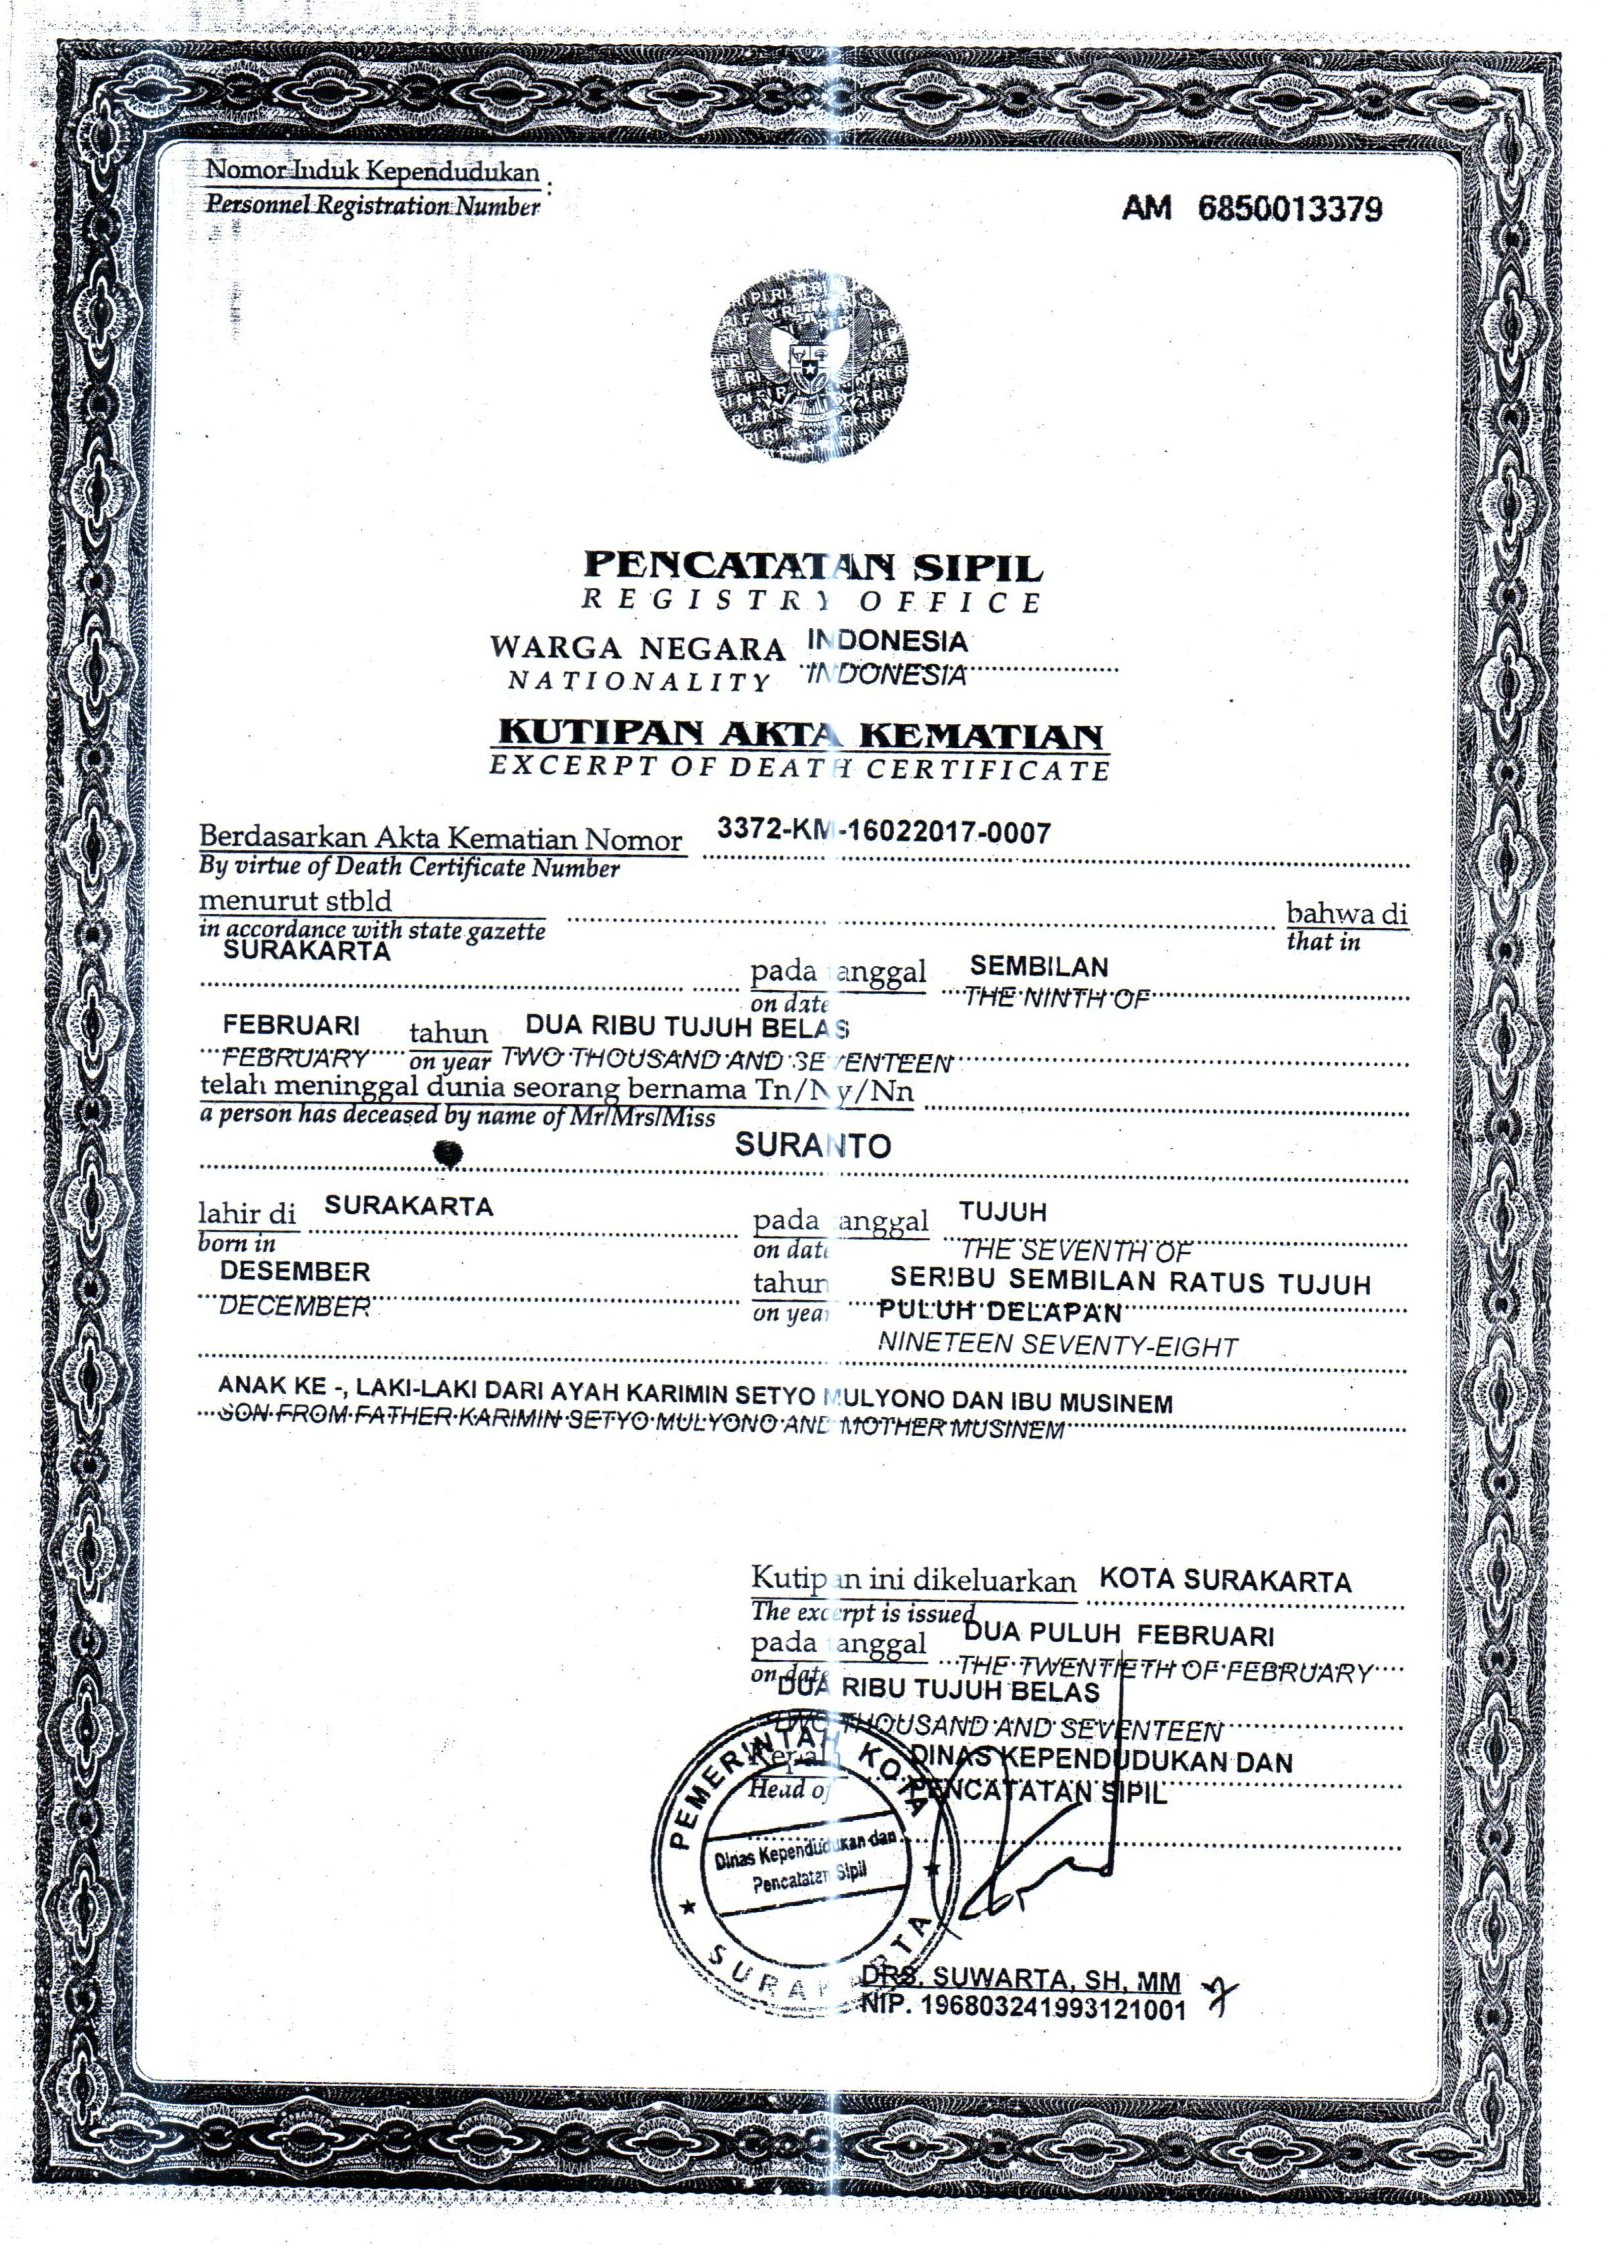 Nomor Induk Kependudukan :
Personnel Registration Number
AM 6850013379
PENCATATAN SIPIL
REGISTRY OFFICE
WARGA NEGARA INDONESIA
NATIONALITY INDONESIA
KUTIPAN AKTA KEMATIAN
EXCERPT OF DEATH CERTIFICATE
Berdasarkan Akta Kematian Nomor 3372-KM-16022017-0007
By virtue of Death Certificate Number
menurut stbld bahwa di
in accordance with state gazette that in
SURAKARTA pada tanggal SEMBILAN
on date THE NINTH OF
FEBRUARI tahun DUA RIBU TUJUH BELAS
FEBRUARY on year TWO THOUSAND AND SEVENTEEN
telah meninggal dunia seorang bernama Tn/Ny/Nn
a person has deceased by name of Mr/Mrs/Miss
SURANTO
lahir di SURAKARTA pada tanggal TUJUH
born in on date THE SEVENTH OF
DESEMBER tahun SERIBU SEMBILAN RATUS TUJUH
DECEMBER on year PULUH DELAPAN
NINETEEN SEVENTY-EIGHT
ANAK KE -, LAKI-LAKI DARI AYAH KARIMIN SETYO MULYONO DAN IBU MUSINEM
SON FROM FATHER KARIMIN SETYO MULYONO AND MOTHER MUSINEM
Kutipan ini dikeluarkan KOTA SURAKARTA
The excerpt is issued
pada tanggal DUA PULUH FEBRUARI
on date THE TWENTIETH OF FEBRUARY
DUA RIBU TUJUH BELAS
TWO THOUSAND AND SEVENTEEN
Kepala DINAS KEPENDUDUKAN DAN
Head of PENCATATAN SIPIL
PEMERINTAH KOTA
Dinas Kependudukan dan
Pencatatan Sipil
SURAKARTA
DRS. SUWARTA, SH, MM
NIP. 196803241993121001